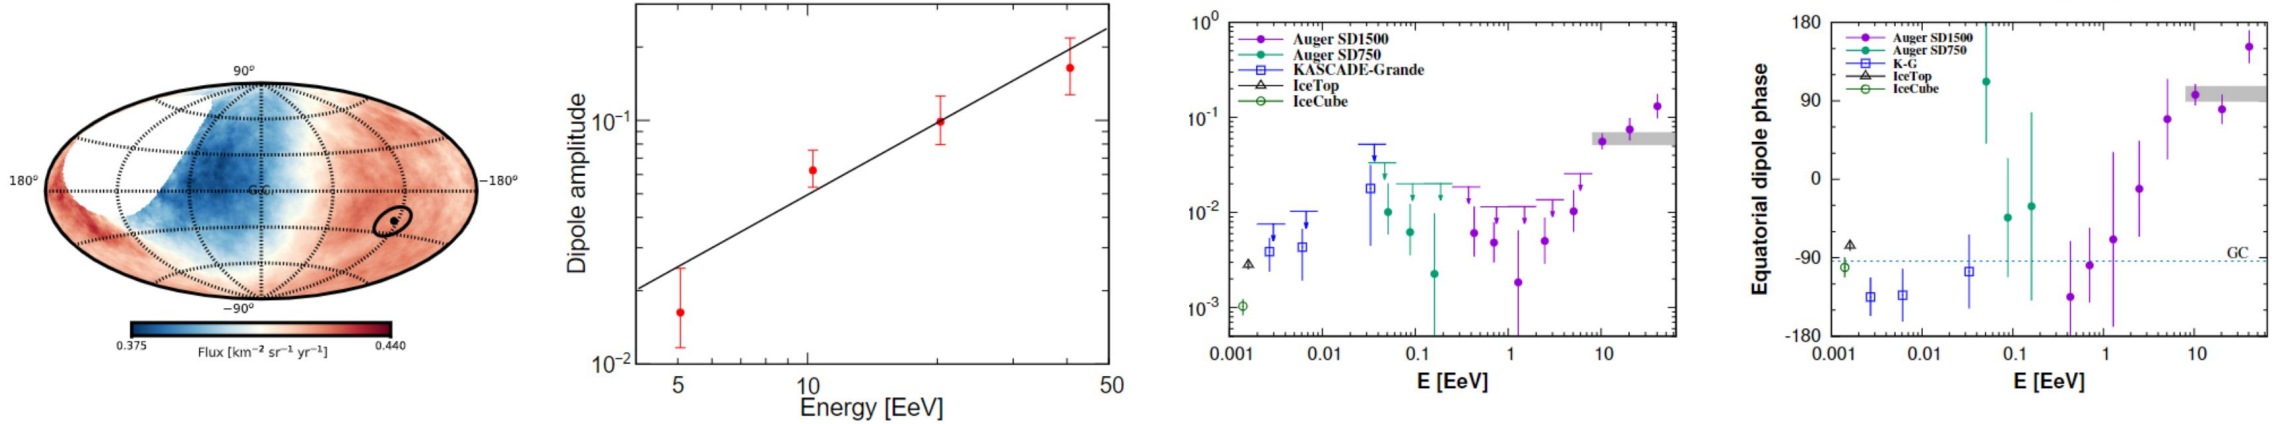 90°
180°
GC
−180°
−90°
0.375
0.440
Flux [km⁻² sr⁻¹ yr⁻¹]
Dipole amplitude
10⁻¹
10⁻²
5
10
50
Energy [EeV]
10⁰
10⁻¹
10⁻²
10⁻³
Auger SD1500
Auger SD750
KASCADE-Grande
IceTop
IceCube
0.001
0.01
0.1
1
10
E [EeV]
Equatorial dipole phase
180
90
0
-90
-180
Auger SD1500
Auger SD750
K-G
IceTop
IceCube
GC
0.001
0.01
0.1
1
10
E [EeV]